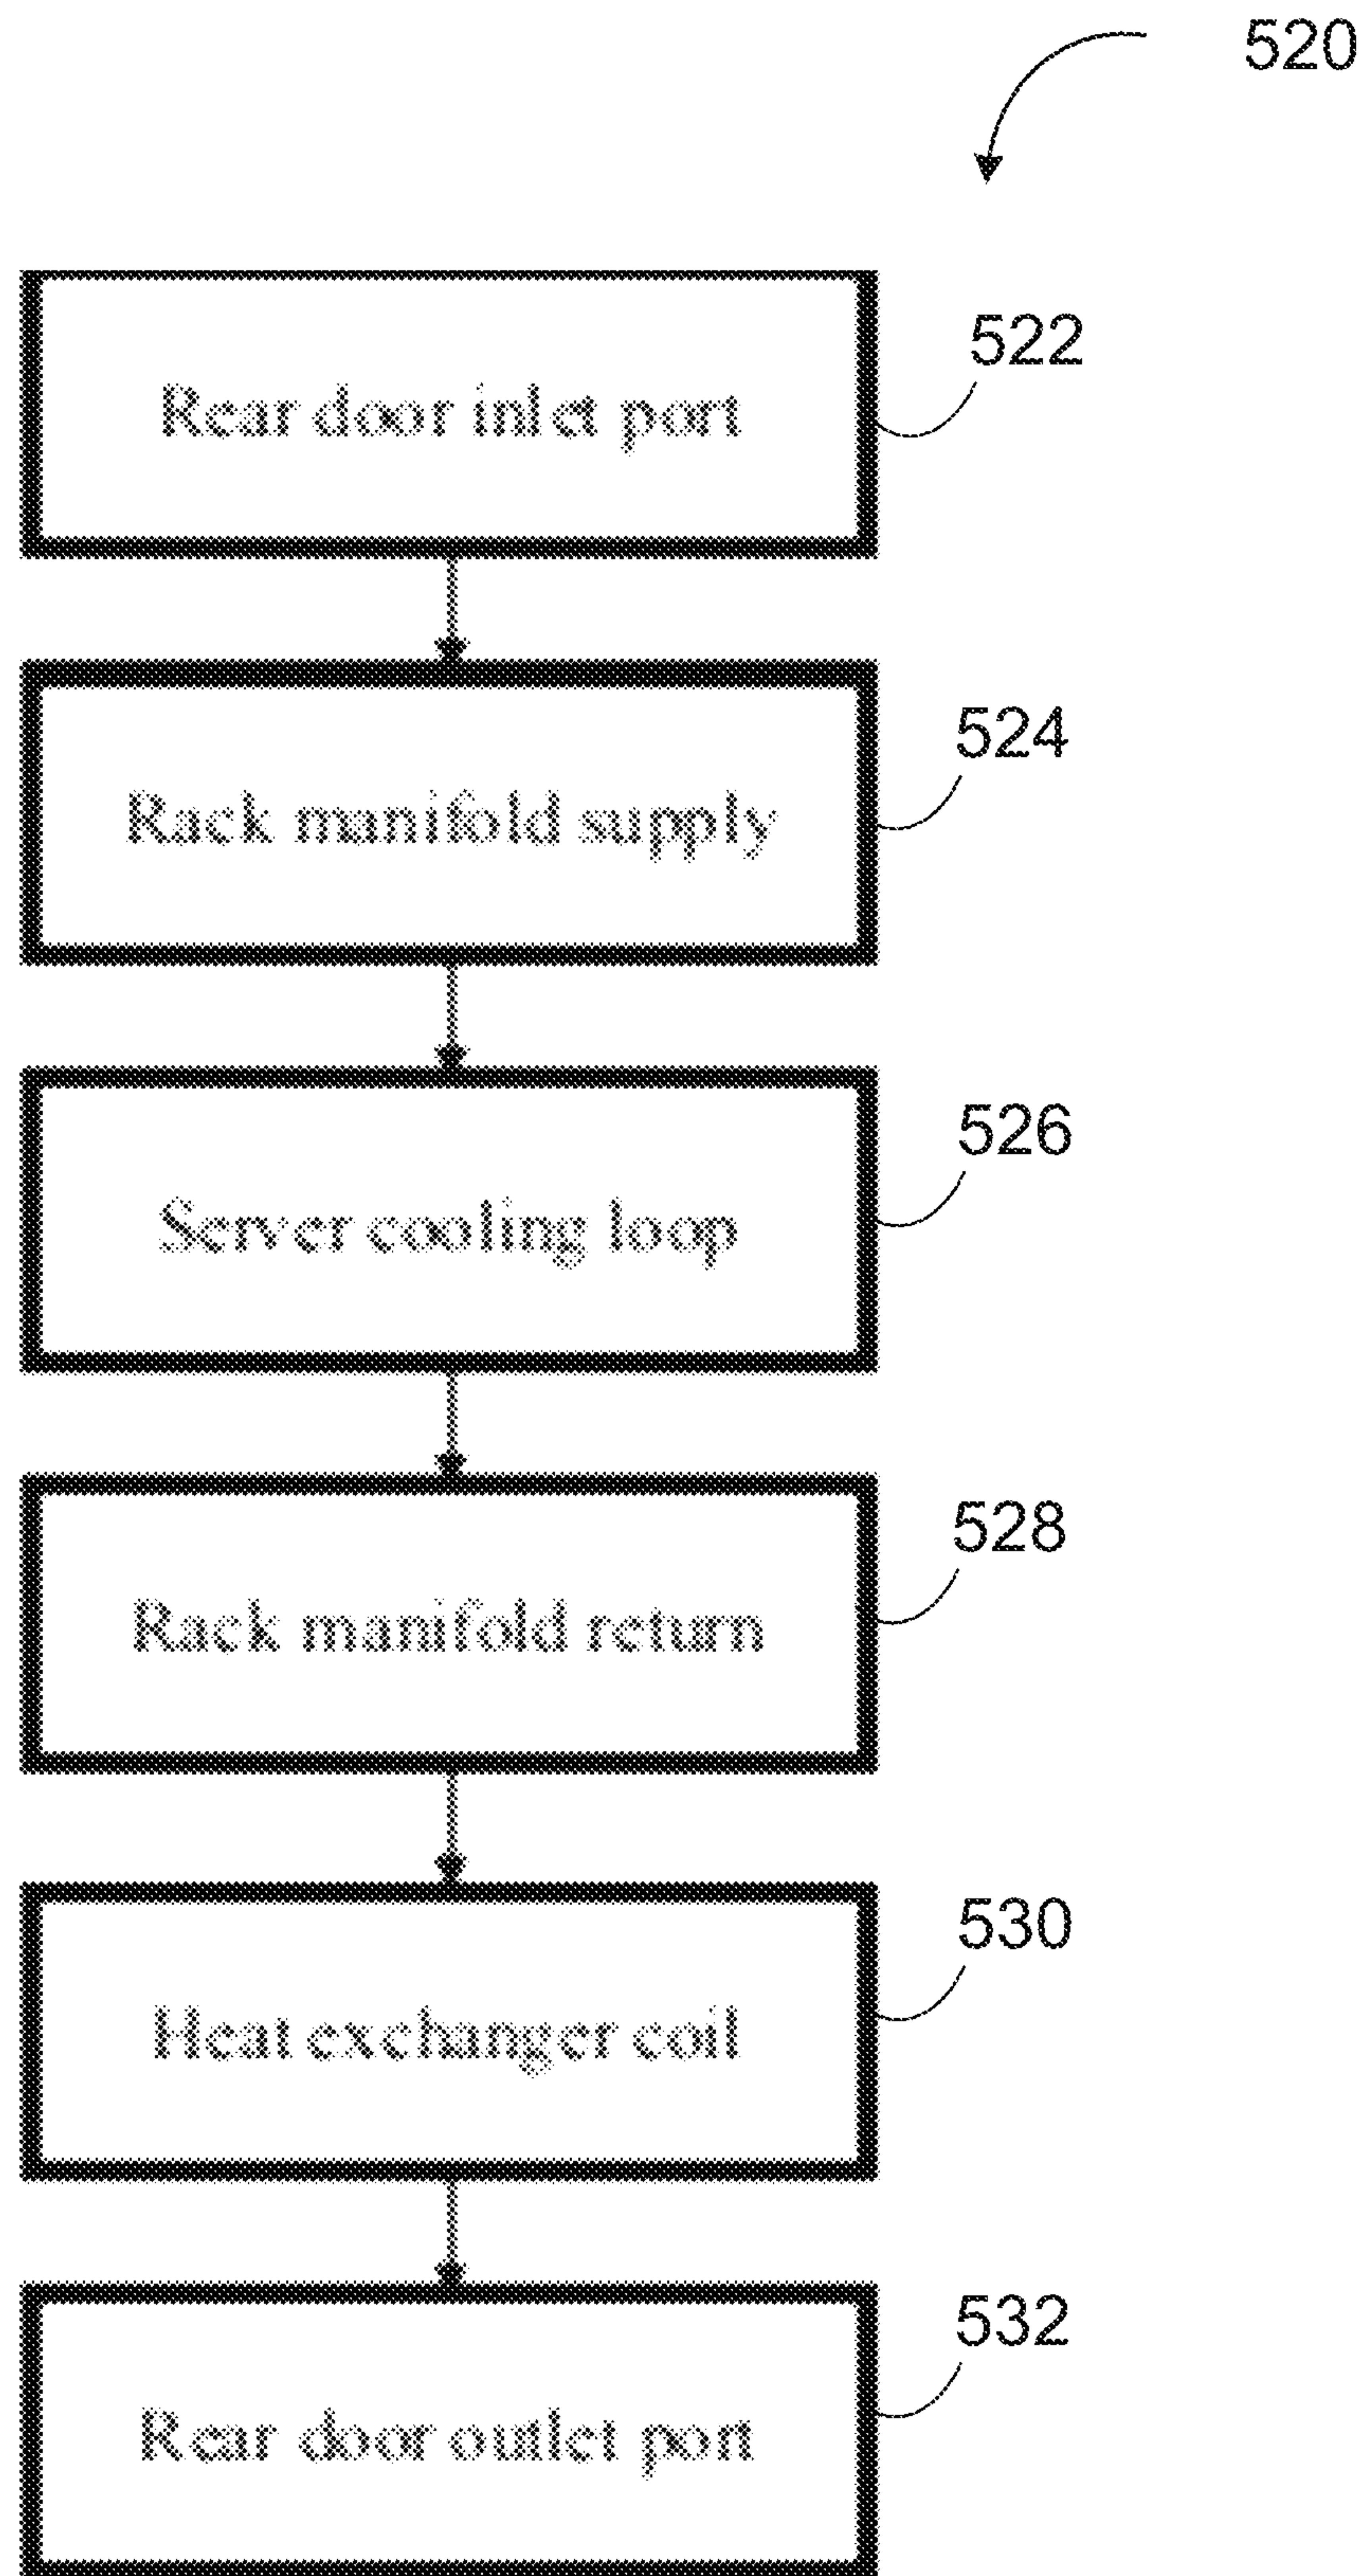 520
Rear door inlet port
522
Rack manifold supply
524
Server cooling loop
526
Rack manifold return
528
Heat exchanger coil
530
Rear door outlet port
532